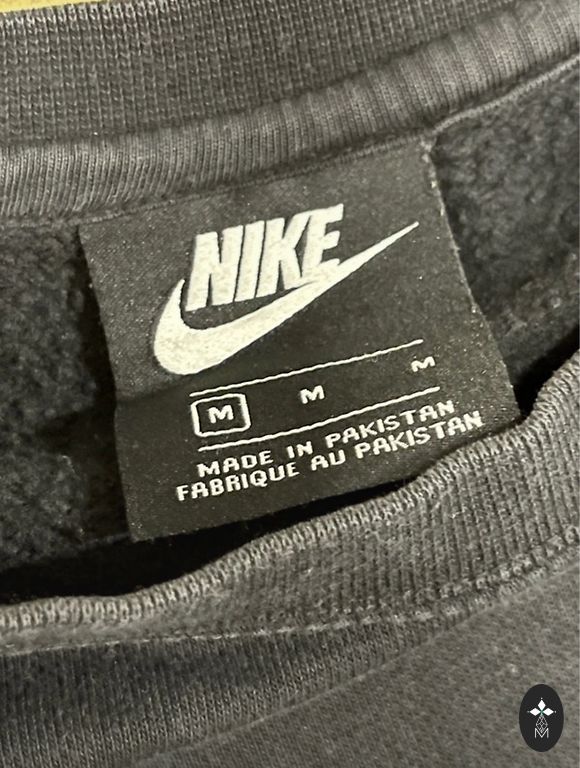 NIKE
M M M
MADE IN PAKISTAN
FABRIQUE AU PAKISTAN
M